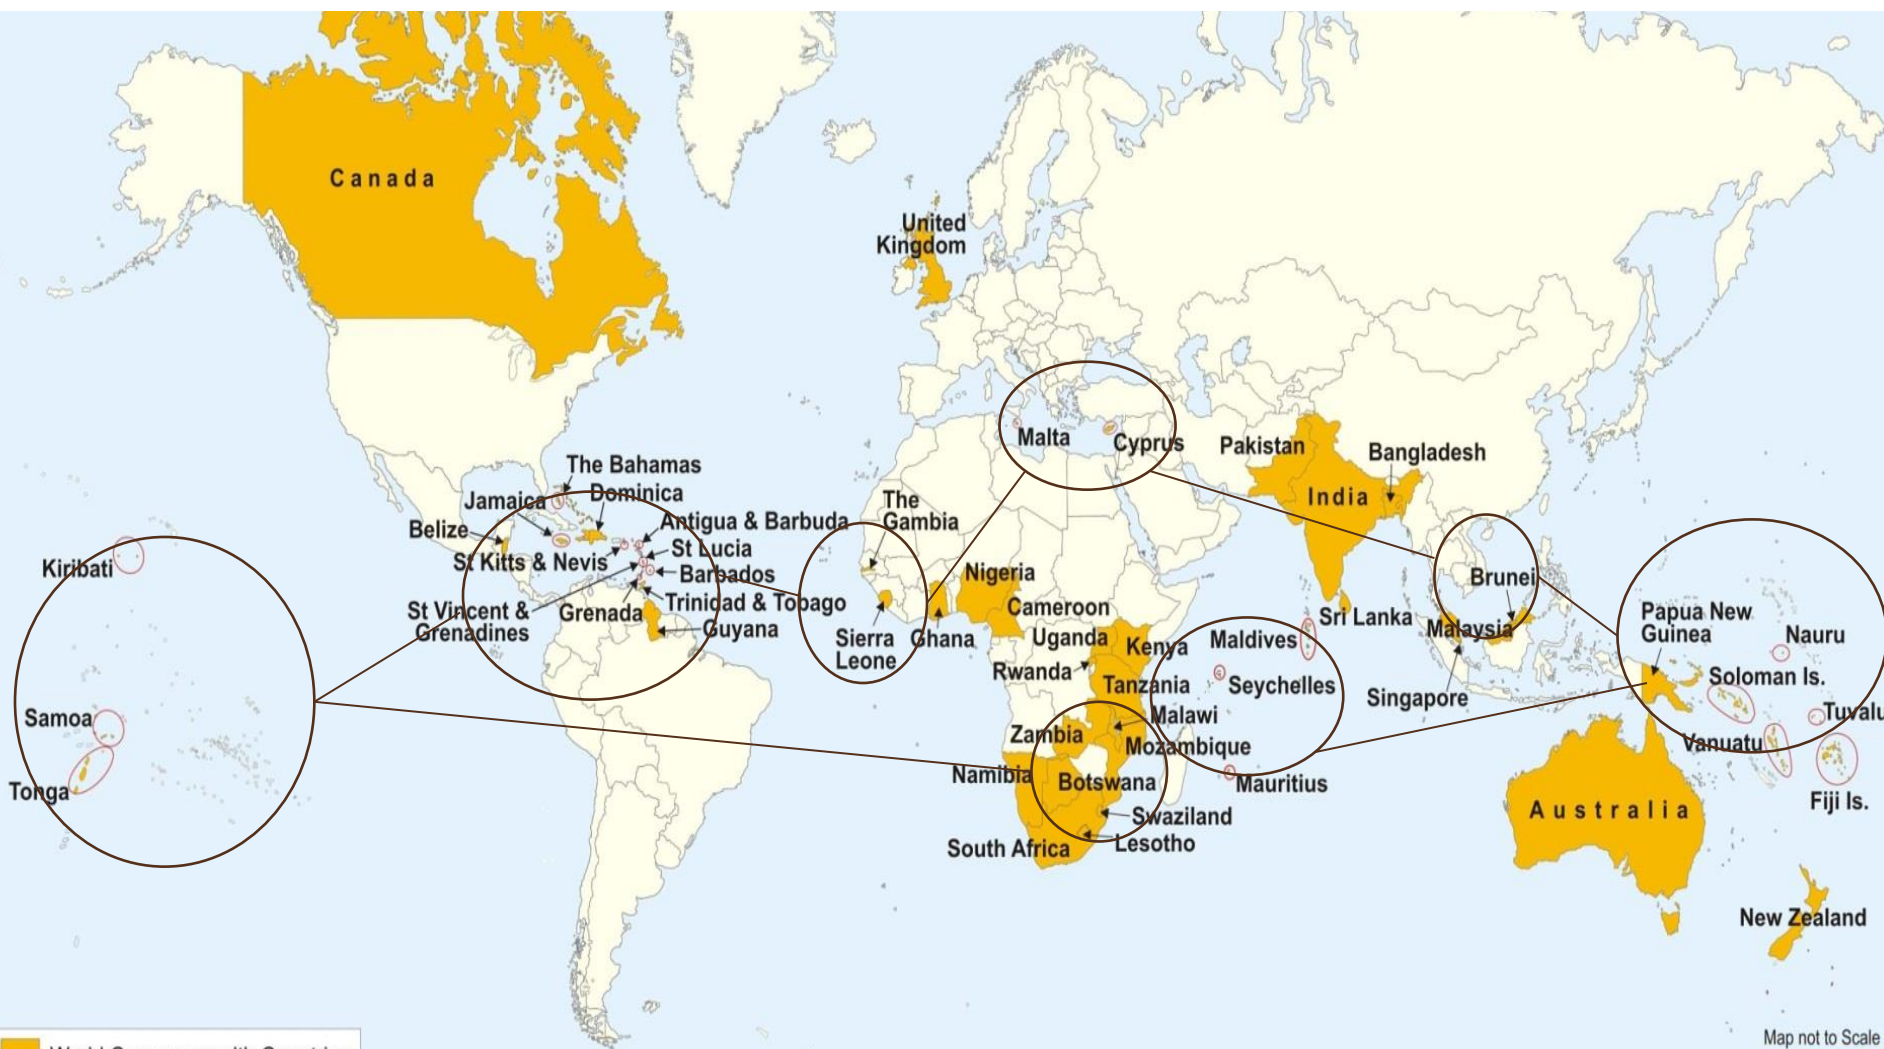 Canada
United
Kingdom
Malta
Cyprus
Pakistan
Bangladesh
India
The Bahamas
Dominica
Jamaica
Belize
Antigua & Barbuda
St Lucia
St Kitts & Nevis
Barbados
Trinidad & Tobago
St Vincent &
Grenadines
Grenada
Guyana
Kiribati
Samoa
Tonga
The
Gambia
Sierra
Leone
Ghana
Nigeria
Cameroon
Uganda
Kenya
Rwanda
Tanzania
Malawi
Zambia
Mozambique
Namibia
Botswana
Swaziland
South Africa
Lesotho
Maldives
Seychelles
Mauritius
Sri Lanka
Brunei
Malaysia
Singapore
Papua New
Guinea
Nauru
Soloman Is.
Tuvalu
Vanuatu
Fiji Is.
Australia
New Zealand
Map not to Scale